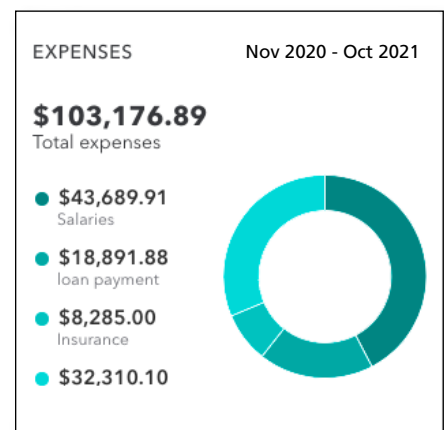 EXPENSES Nov 2020 - Oct 2021
$103,176.89
Total expenses
$43,689.91
Salaries
$18,891.88
loan payment
$8,285.00
Insurance
$32,310.10